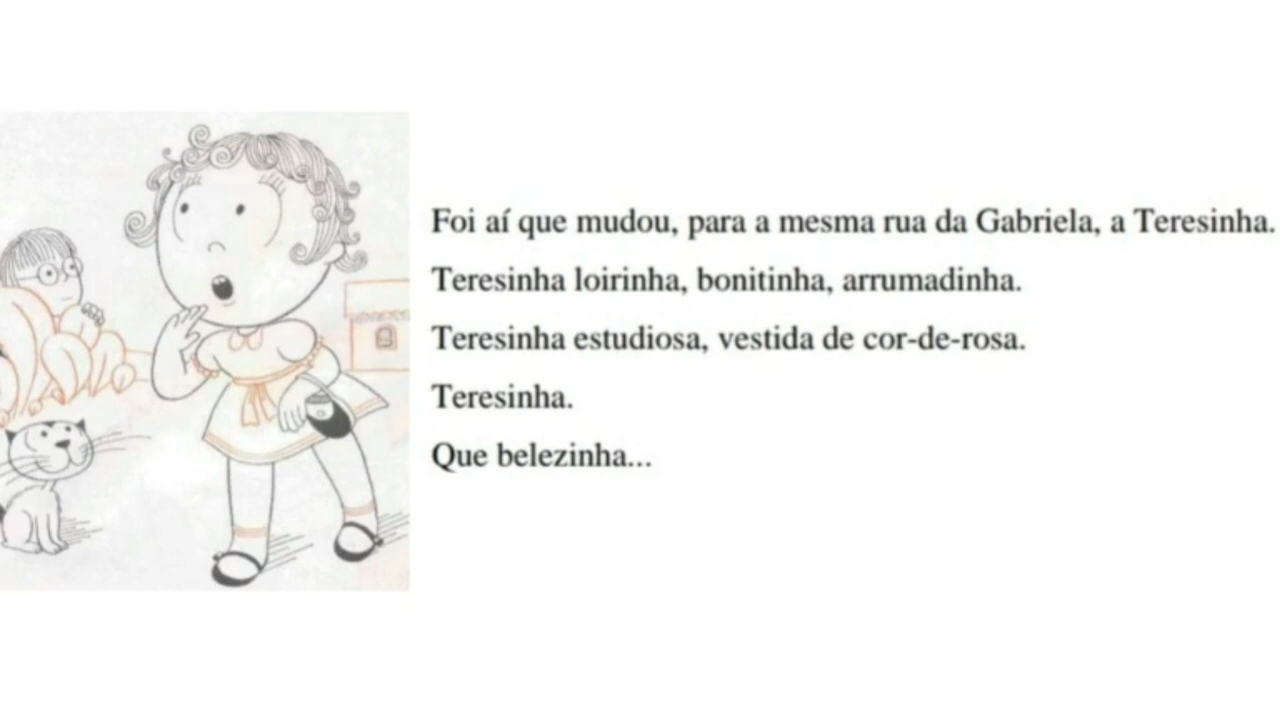 Foi aí que mudou, para a mesma rua da Gabriela, a Teresinha.
Teresinha loirinha, bonitinha, arrumadinha.
Teresinha estudiosa, vestida de cor-de-rosa.
Teresinha.
Que belezinha...